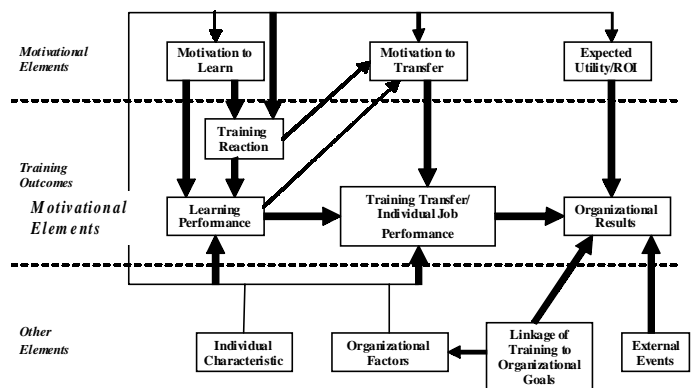 Motivational
Elements
Motivation to
Learn
Motivation to
Transfer
Expected
Utility/ROI
Training
Reaction
Training
Outcomes
Motivational
Elements
Learning
Performance
Training Transfer/
Individual Job
Performance
Organizational
Results
Other
Elements
Individual
Characteristic
Organizational
Factors
Linkage of
Training to
Organizational
Goals
External
Events